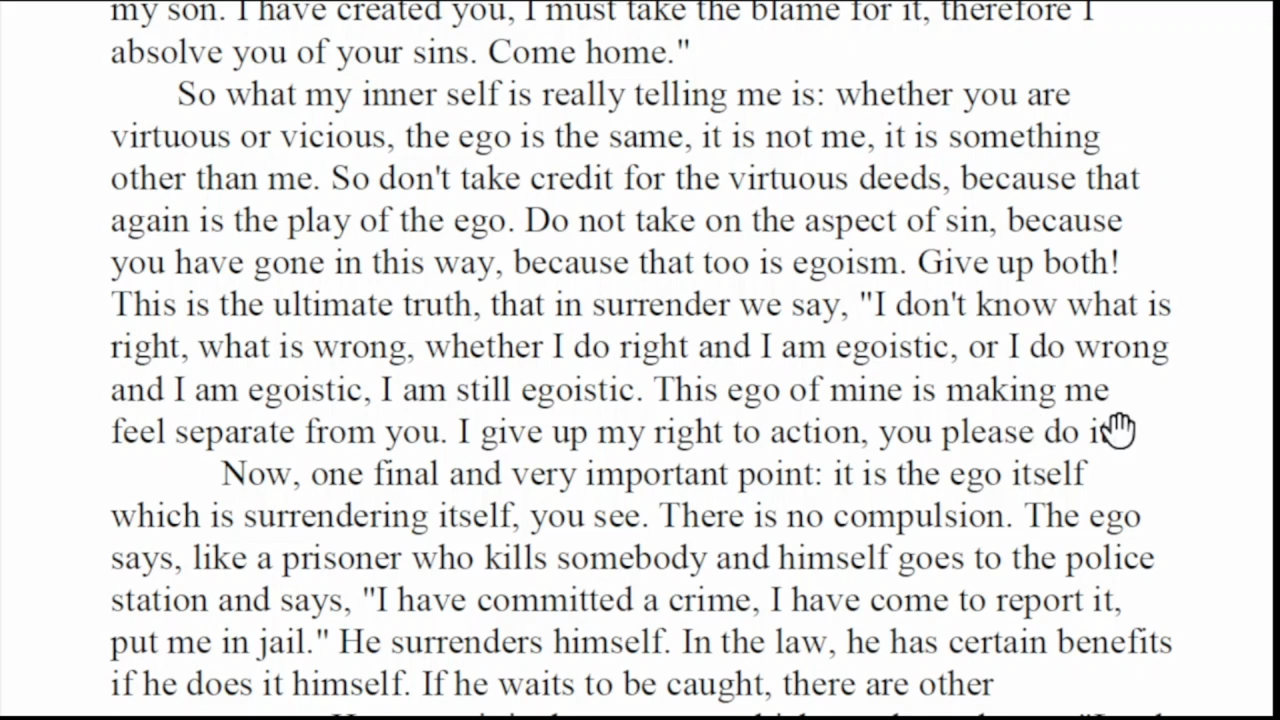 my son. I have created you, I must take the blame for it, therefore I
absolve you of your sins. Come home."
So what my inner self is really telling me is: whether you are
virtuous or vicious, the ego is the same, it is not me, it is something
other than me. So don't take credit for the virtuous deeds, because that
again is the play of the ego. Do not take on the aspect of sin, because
you have gone in this way, because that too is egoism. Give up both!
This is the ultimate truth, that in surrender we say, "I don't know what is
right, what is wrong, whether I do right and I am egoistic, or I do wrong
and I am egoistic, I am still egoistic. This ego of mine is making me
feel separate from you. I give up my right to action, you please do
Now, one final and very important point: it is the ego itself
which is surrendering itself, you see. There is no compulsion. The ego
says, like a prisoner who kills somebody and himself goes to the police
station and says, "I have committed a crime, I have come to report it,
put me in jail." He surrenders himself. In the law, he has certain benefits
if he does it himself. If he waits to be caught, there are other